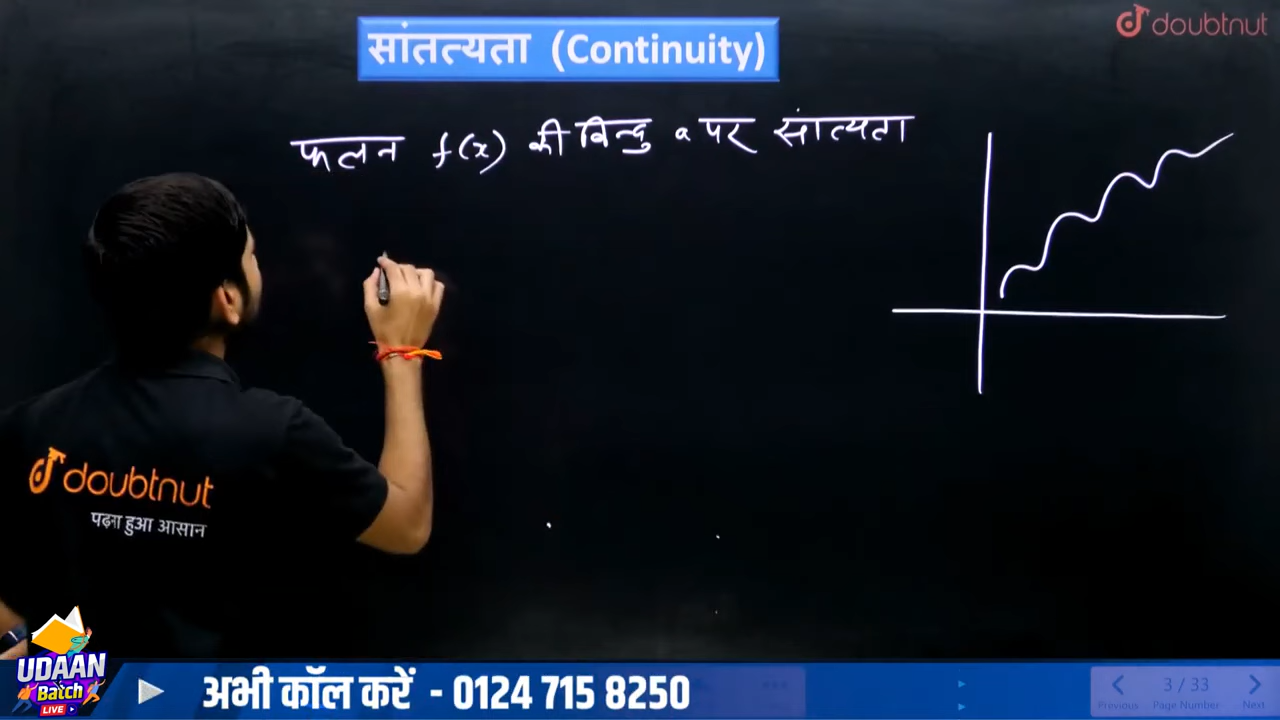 सांतत्यता (Continuity)
doubtnut
फलन f(x) की बिन्दु a पर सांत्यता
doubtnut
पढ़ना हुआ आसान
UDAAN
Batch
LIVE
अभी कॉल करें - 0124 715 8250
3 / 33
Previous Page Number Next